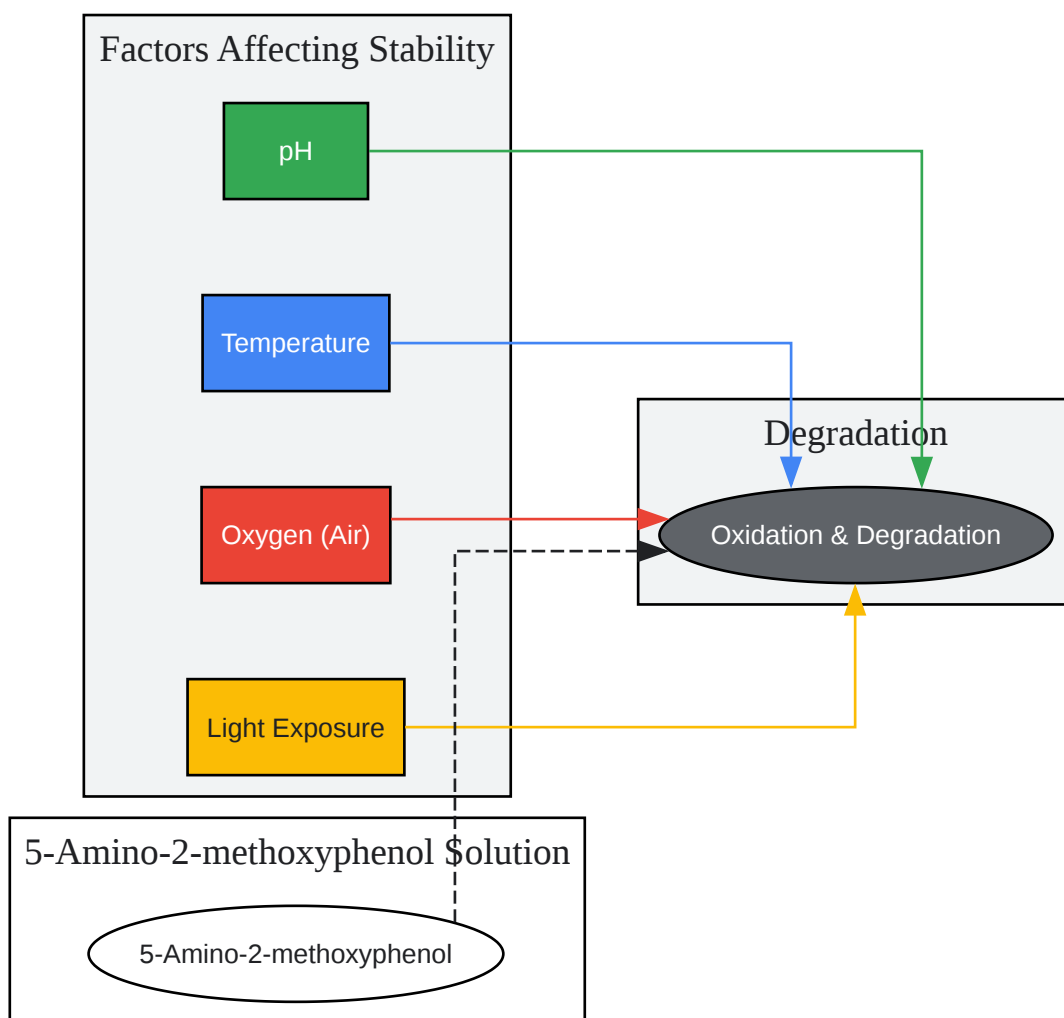 Factors Affecting Stability
pH
Temperature
Degradation
Oxygen (Air)
Oxidation & Degradation
Light Exposure
5-Amino-2-methoxyphenol Solution
5-Amino-2-methoxyphenol